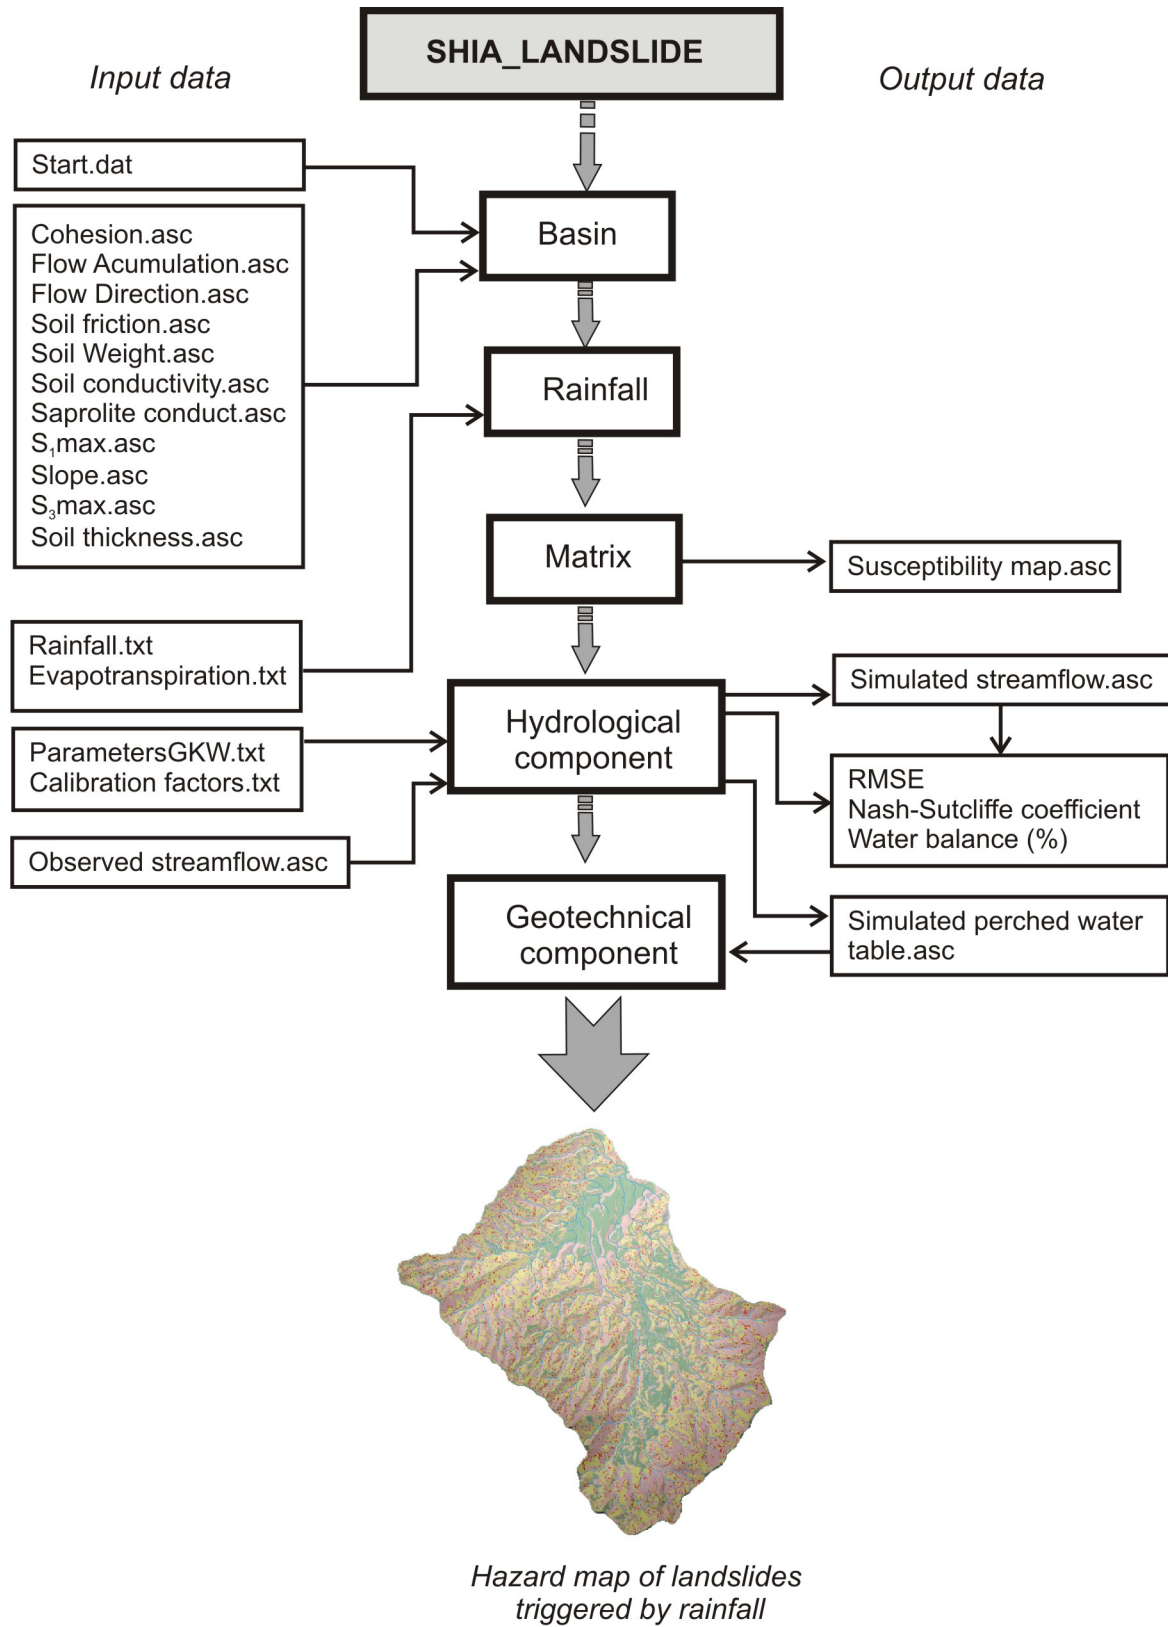 SHIA_LANDSLIDE
Input data
Output data
Start.dat
Basin
Cohesion.asc
Flow Acumulation.asc
Flow Direction.asc
Soil friction.asc
Soil Weight.asc
Soil conductivity.asc
Saprolite conduct.asc
S₁max.asc
Slope.asc
S₃max.asc
Soil thickness.asc
Rainfall
Matrix
Susceptibility map.asc
Rainfall.txt
Evapotranspiration.txt
Hydrological
component
Simulated streamflow.asc
ParametersGKW.txt
Calibration factors.txt
RMSE
Nash-Sutcliffe coefficient
Water balance (%)
Observed streamflow.asc
Geotechnical
component
Simulated perched water
table.asc
Hazard map of landslides
triggered by rainfall